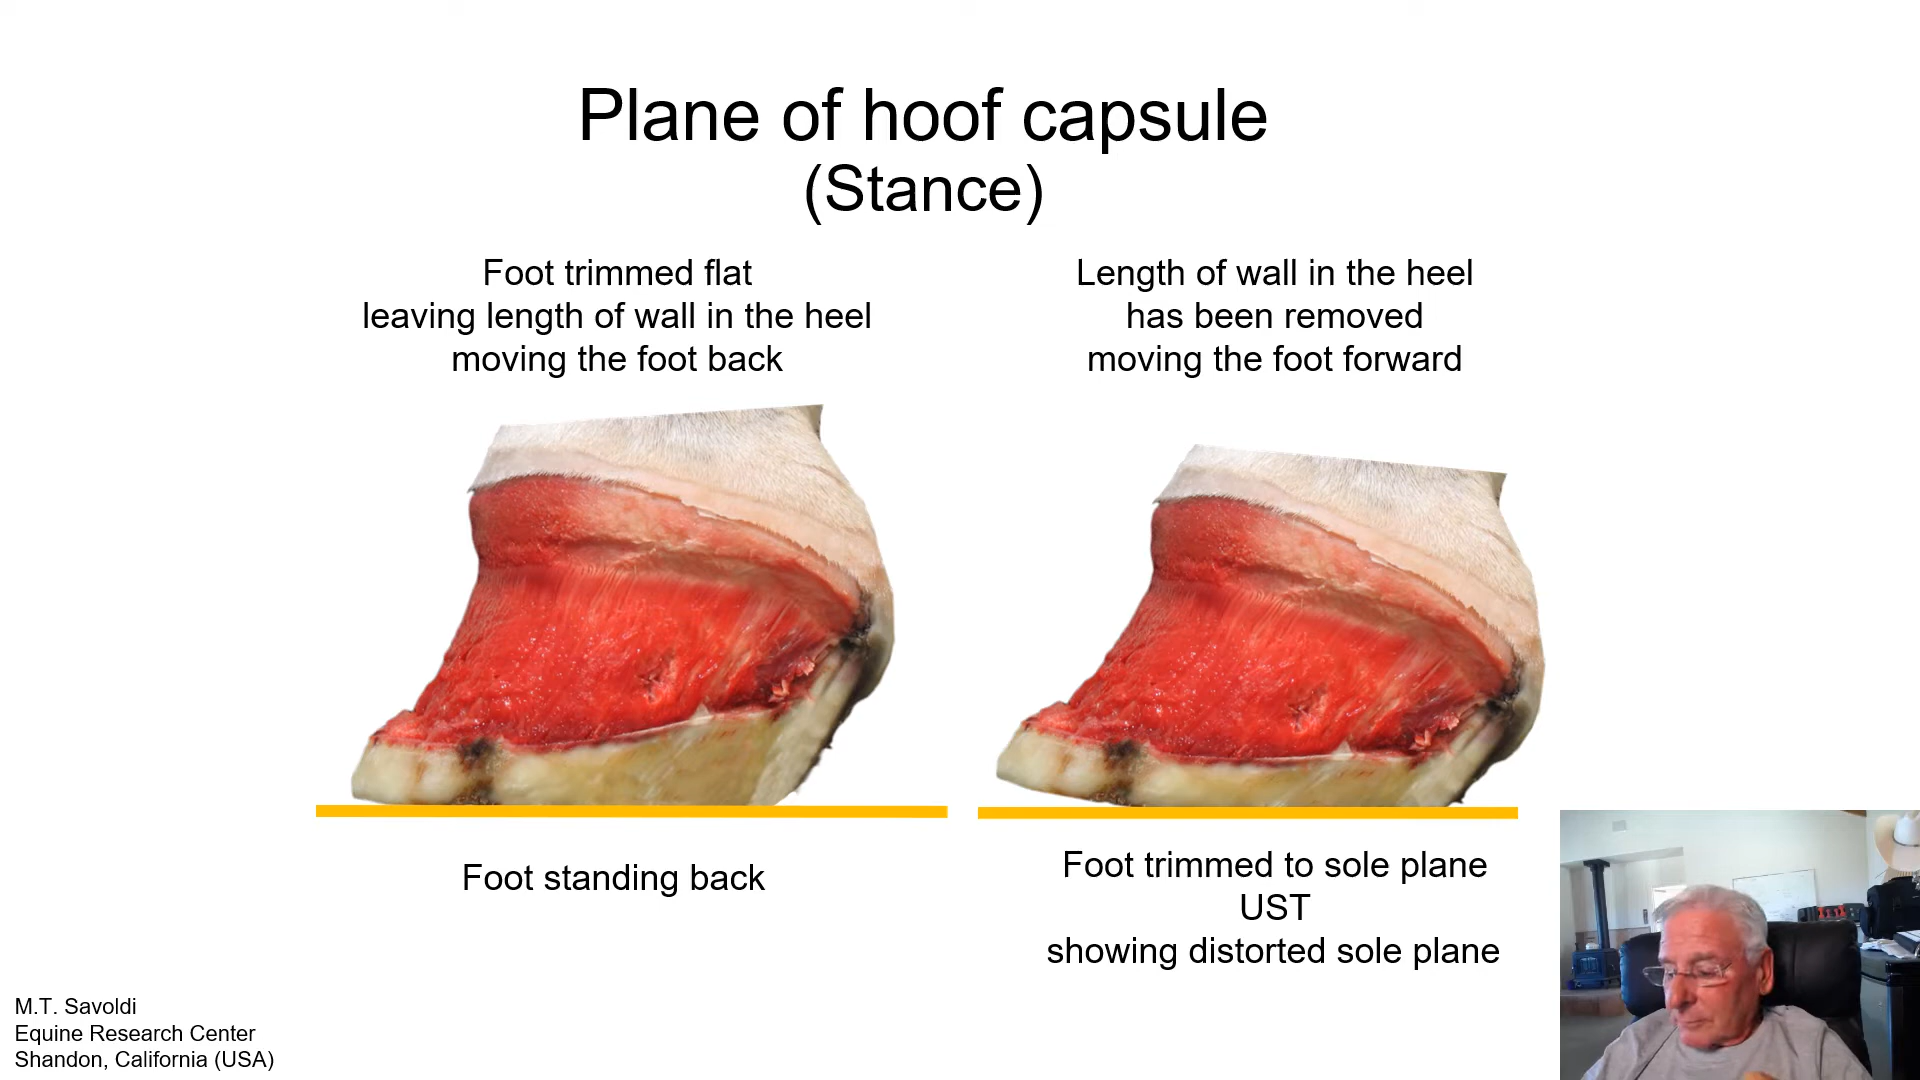 Plane of hoof capsule
(Stance)
Foot trimmed flat
leaving length of wall in the heel
moving the foot back
Length of wall in the heel
has been removed
moving the foot forward
Foot standing back
Foot trimmed to sole plane
UST
showing distorted sole plane
M.T. Savoldi
Equine Research Center
Shandon, California (USA)